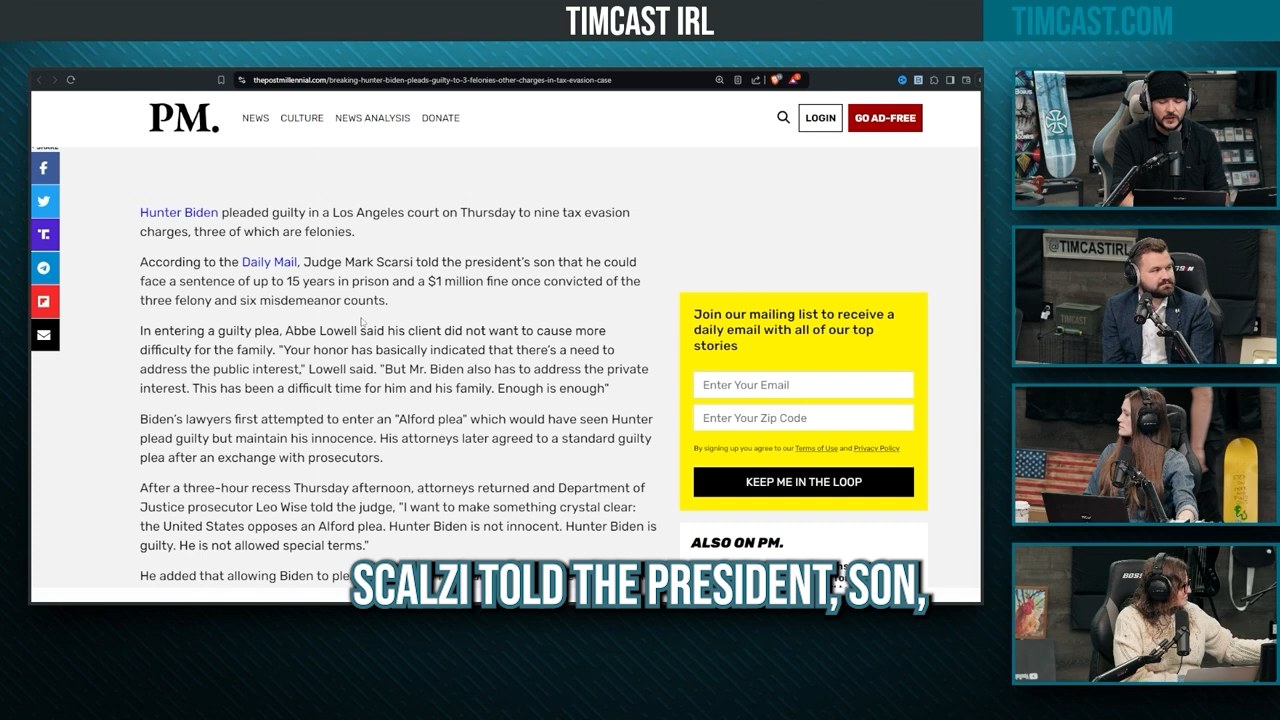 TIMCAST IRL
TIMCAST.COM
thepostmillennial.com/breaking-hunter-biden-pleads-guilty-to-3-felonies-other-charges-in-tax-evasion-case
PM.
NEWS
CULTURE
NEWS ANALYSIS
DONATE
LOGIN
GO AD-FREE
Hunter Biden pleaded guilty in a Los Angeles court on Thursday to nine tax evasion
charges, three of which are felonies.
According to the Daily Mail, Judge Mark Scarsi told the president's son that he could
face a sentence of up to 15 years in prison and a $1 million fine once convicted of the
three felony and six misdemeanor counts.
In entering a guilty plea, Abbe Lowell said his client did not want to cause more
difficulty for the family. "Your honor has basically indicated that there's a need to
address the public interest," Lowell said. "But Mr. Biden also has to address the private
interest. This has been a difficult time for him and his family. Enough is enough"
Biden's lawyers first attempted to enter an "Alford plea" which would have seen Hunter
plead guilty but maintain his innocence. His attorneys later agreed to a standard guilty
plea after an exchange with prosecutors.
After a three-hour recess Thursday afternoon, attorneys returned and Department of
Justice prosecutor Leo Wise told the judge, "I want to make something crystal clear:
the United States opposes an Alford plea. Hunter Biden is not innocent. Hunter Biden is
guilty. He is not allowed special terms."
He added that allowing Biden to
Join our mailing list to receive a
daily email with all of our top
stories
Enter Your Email
Enter Your Zip Code
By signing up you agree to our Terms of Use and Privacy Policy
KEEP ME IN THE LOOP
ALSO ON PM.
SCALZI TOLD THE PRESIDENT, SON,
@TIMCASTIRL